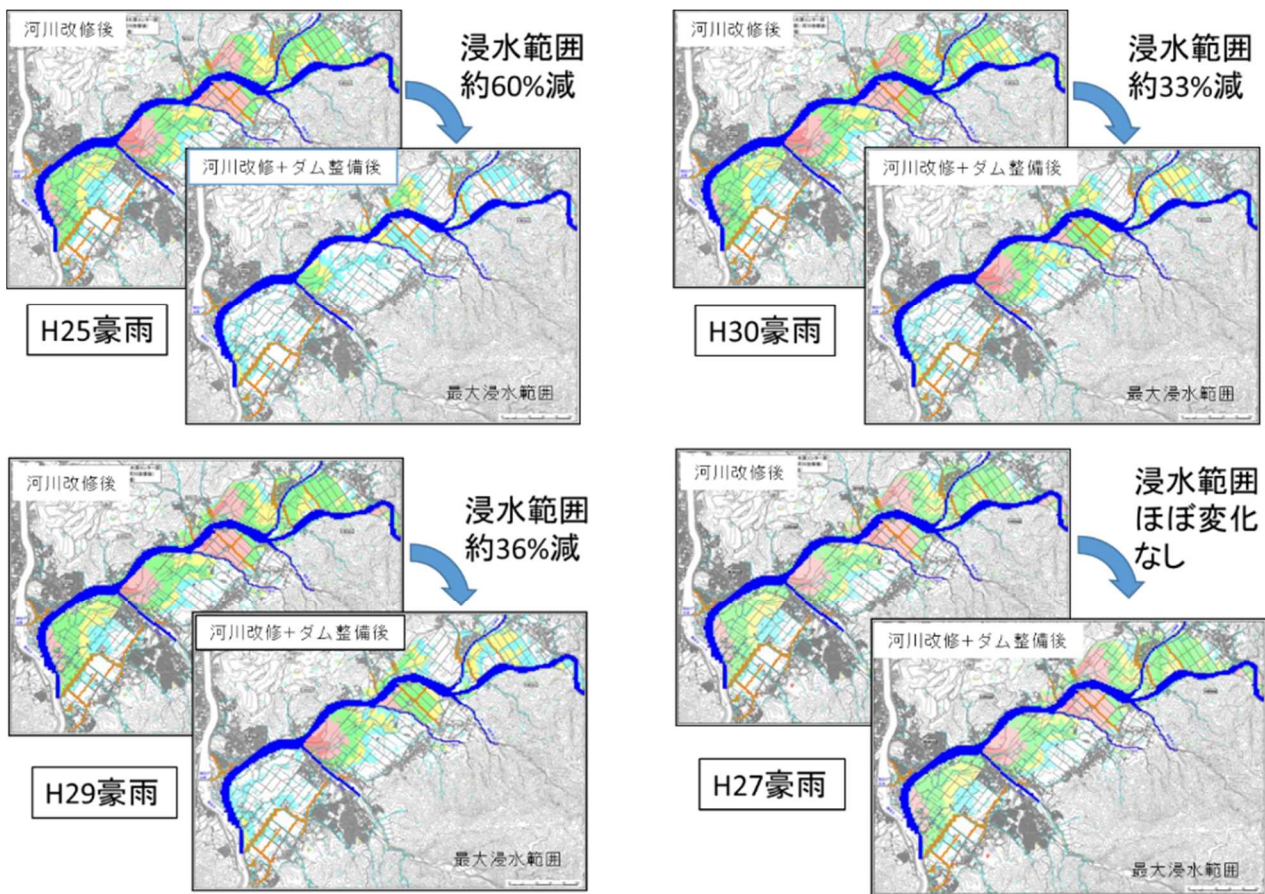 河川改修後
浸水範囲
約60%減
河川改修+ダム整備後
H25豪雨
最大浸水範囲
河川改修後
浸水範囲
約33%減
河川改修+ダム整備後
H30豪雨
最大浸水範囲
河川改修後
浸水範囲
約36%減
河川改修+ダム整備後
H29豪雨
最大浸水範囲
河川改修後
浸水範囲
ほぼ変化
なし
河川改修+ダム整備後
H27豪雨
最大浸水範囲